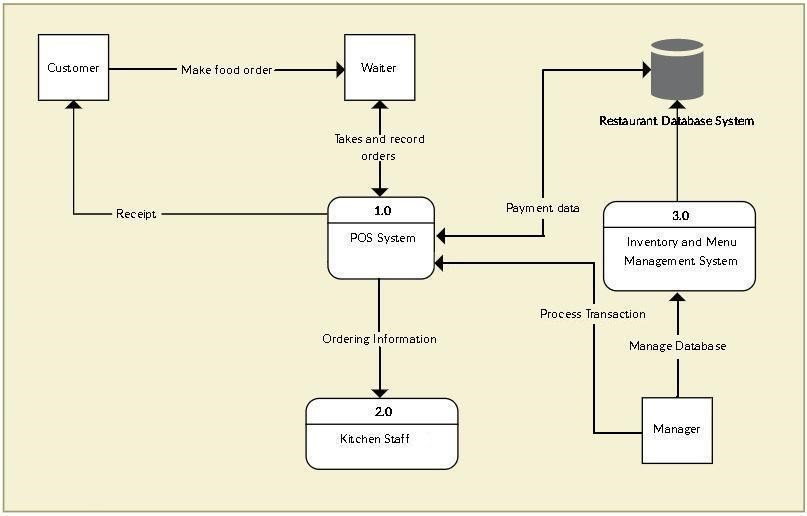 Customer
Make food order
Waiter
Restaurant Database System
Takes and record
orders
Receipt
1.0
POS System
Payment data
3.0
Inventory and Menu
Management System
Process Transaction
Ordering Information
Manage Database
2.0
Kitchen Staff
Manager